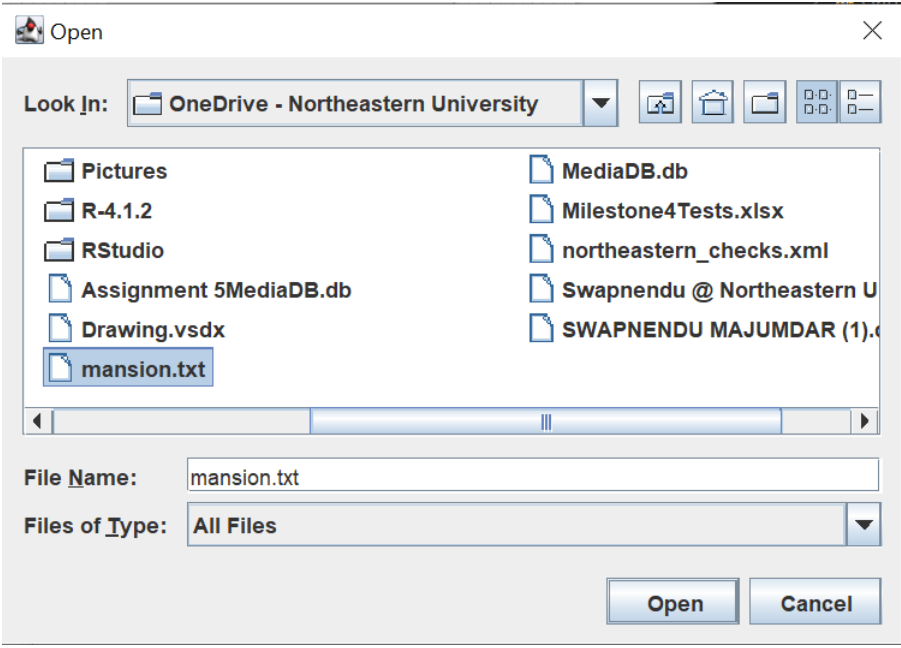 Open
Look In: OneDrive - Northeastern University
Pictures
R-4.1.2
RStudio
Assignment 5MediaDB.db
Drawing.vsdx
mansion.txt
MediaDB.db
Milestone4Tests.xlsx
northeastern_checks.xml
Swapnendu @ Northeastern U
SWAPNENDU MAJUMDAR (1).
File Name: mansion.txt
Files of Type: All Files
Open Cancel